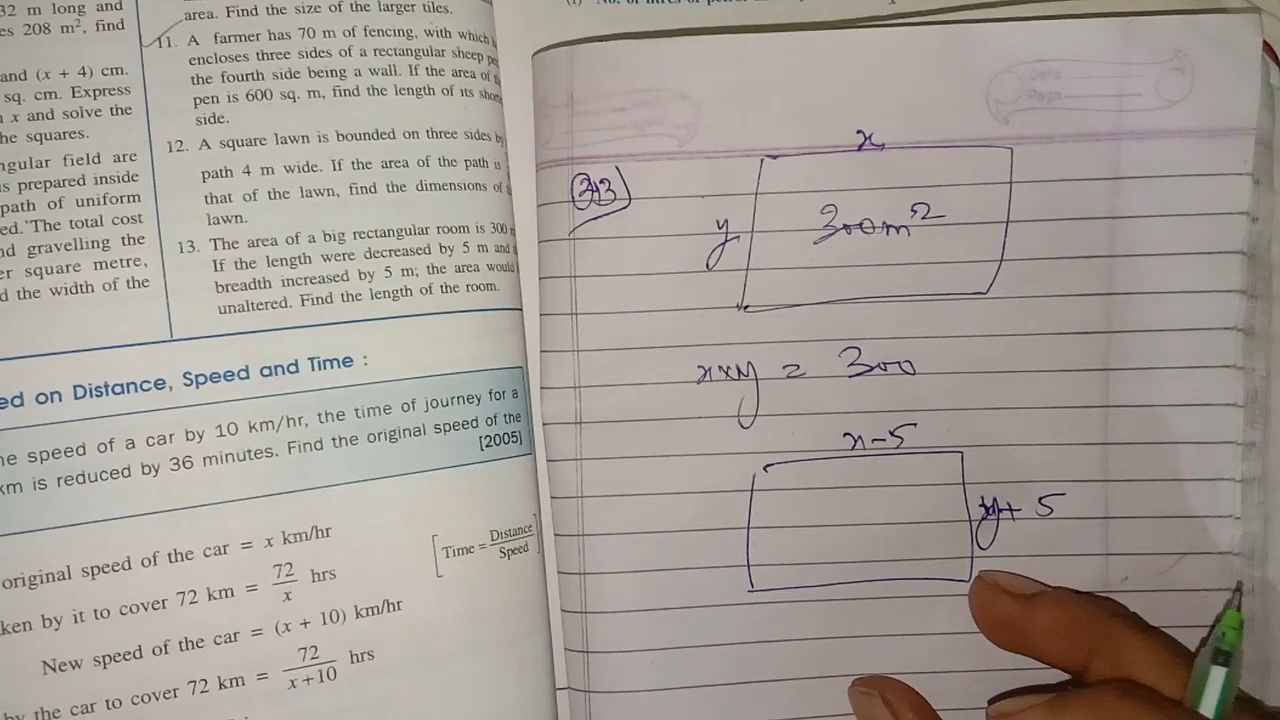 32 m long and
es 208 m², find
and (x + 4) cm.
sq. cm. Express
x and solve the
he squares.
ngular field are
is prepared inside
path of uniform
ed. The total cost
nd gravelling the
er square metre,
d the width of the
area. Find the size of the larger tiles.
11. A farmer has 70 m of fencing, with which
encloses three sides of a rectangular sheep
the fourth side being a wall. If the area of
pen is 600 sq. m, find the length of its
side.
12. A square lawn is bounded on three sides
path 4 m wide. If the area of the path is
that of the lawn, find the dimensions of
lawn.
13. The area of a big rectangular room is 300
If the length were decreased by 5 m and
breadth increased by 5 m; the area would
unaltered. Find the length of the room.
ed on Distance, Speed and Time :
he speed of a car by 10 km/hr, the time of journey for a
km is reduced by 36 minutes. Find the original speed of the
[2005]
original speed of the car = x km/hr
[Time = Distance/Speed]
ken by it to cover 72 km = 72/x hrs
New speed of the car = (x + 10) km/hr
by the car to cover 72 km = 72/x+10 hrs
x
y
300m²
x×y = 300
x-5
y+5